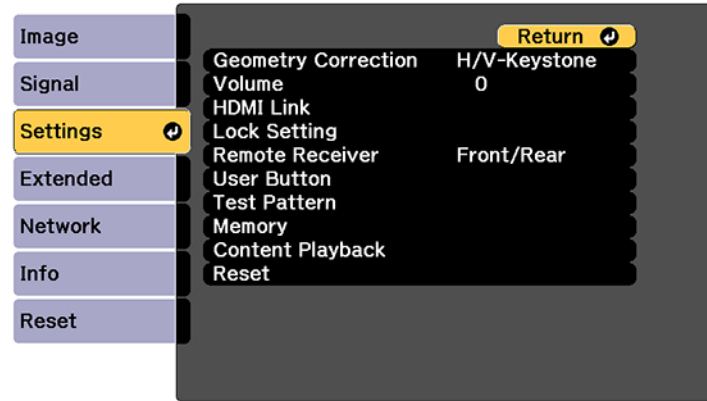 Image
Signal
Settings
Extended
Network
Info
Reset
Return
Geometry Correction H/V-Keystone
Volume 0
HDMI Link
Lock Setting
Remote Receiver Front/Rear
User Button
Test Pattern
Memory
Content Playback
Reset